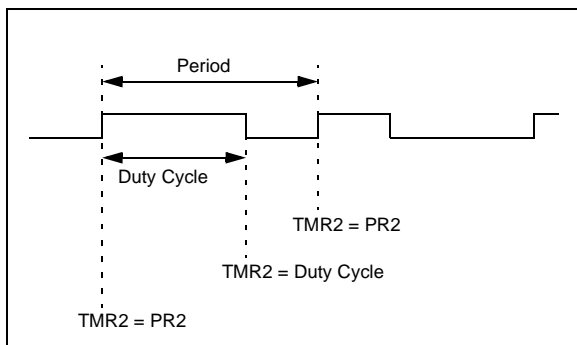 Period
Duty Cycle
TMR2 = PR2
TMR2 = Duty Cycle
TMR2 = PR2